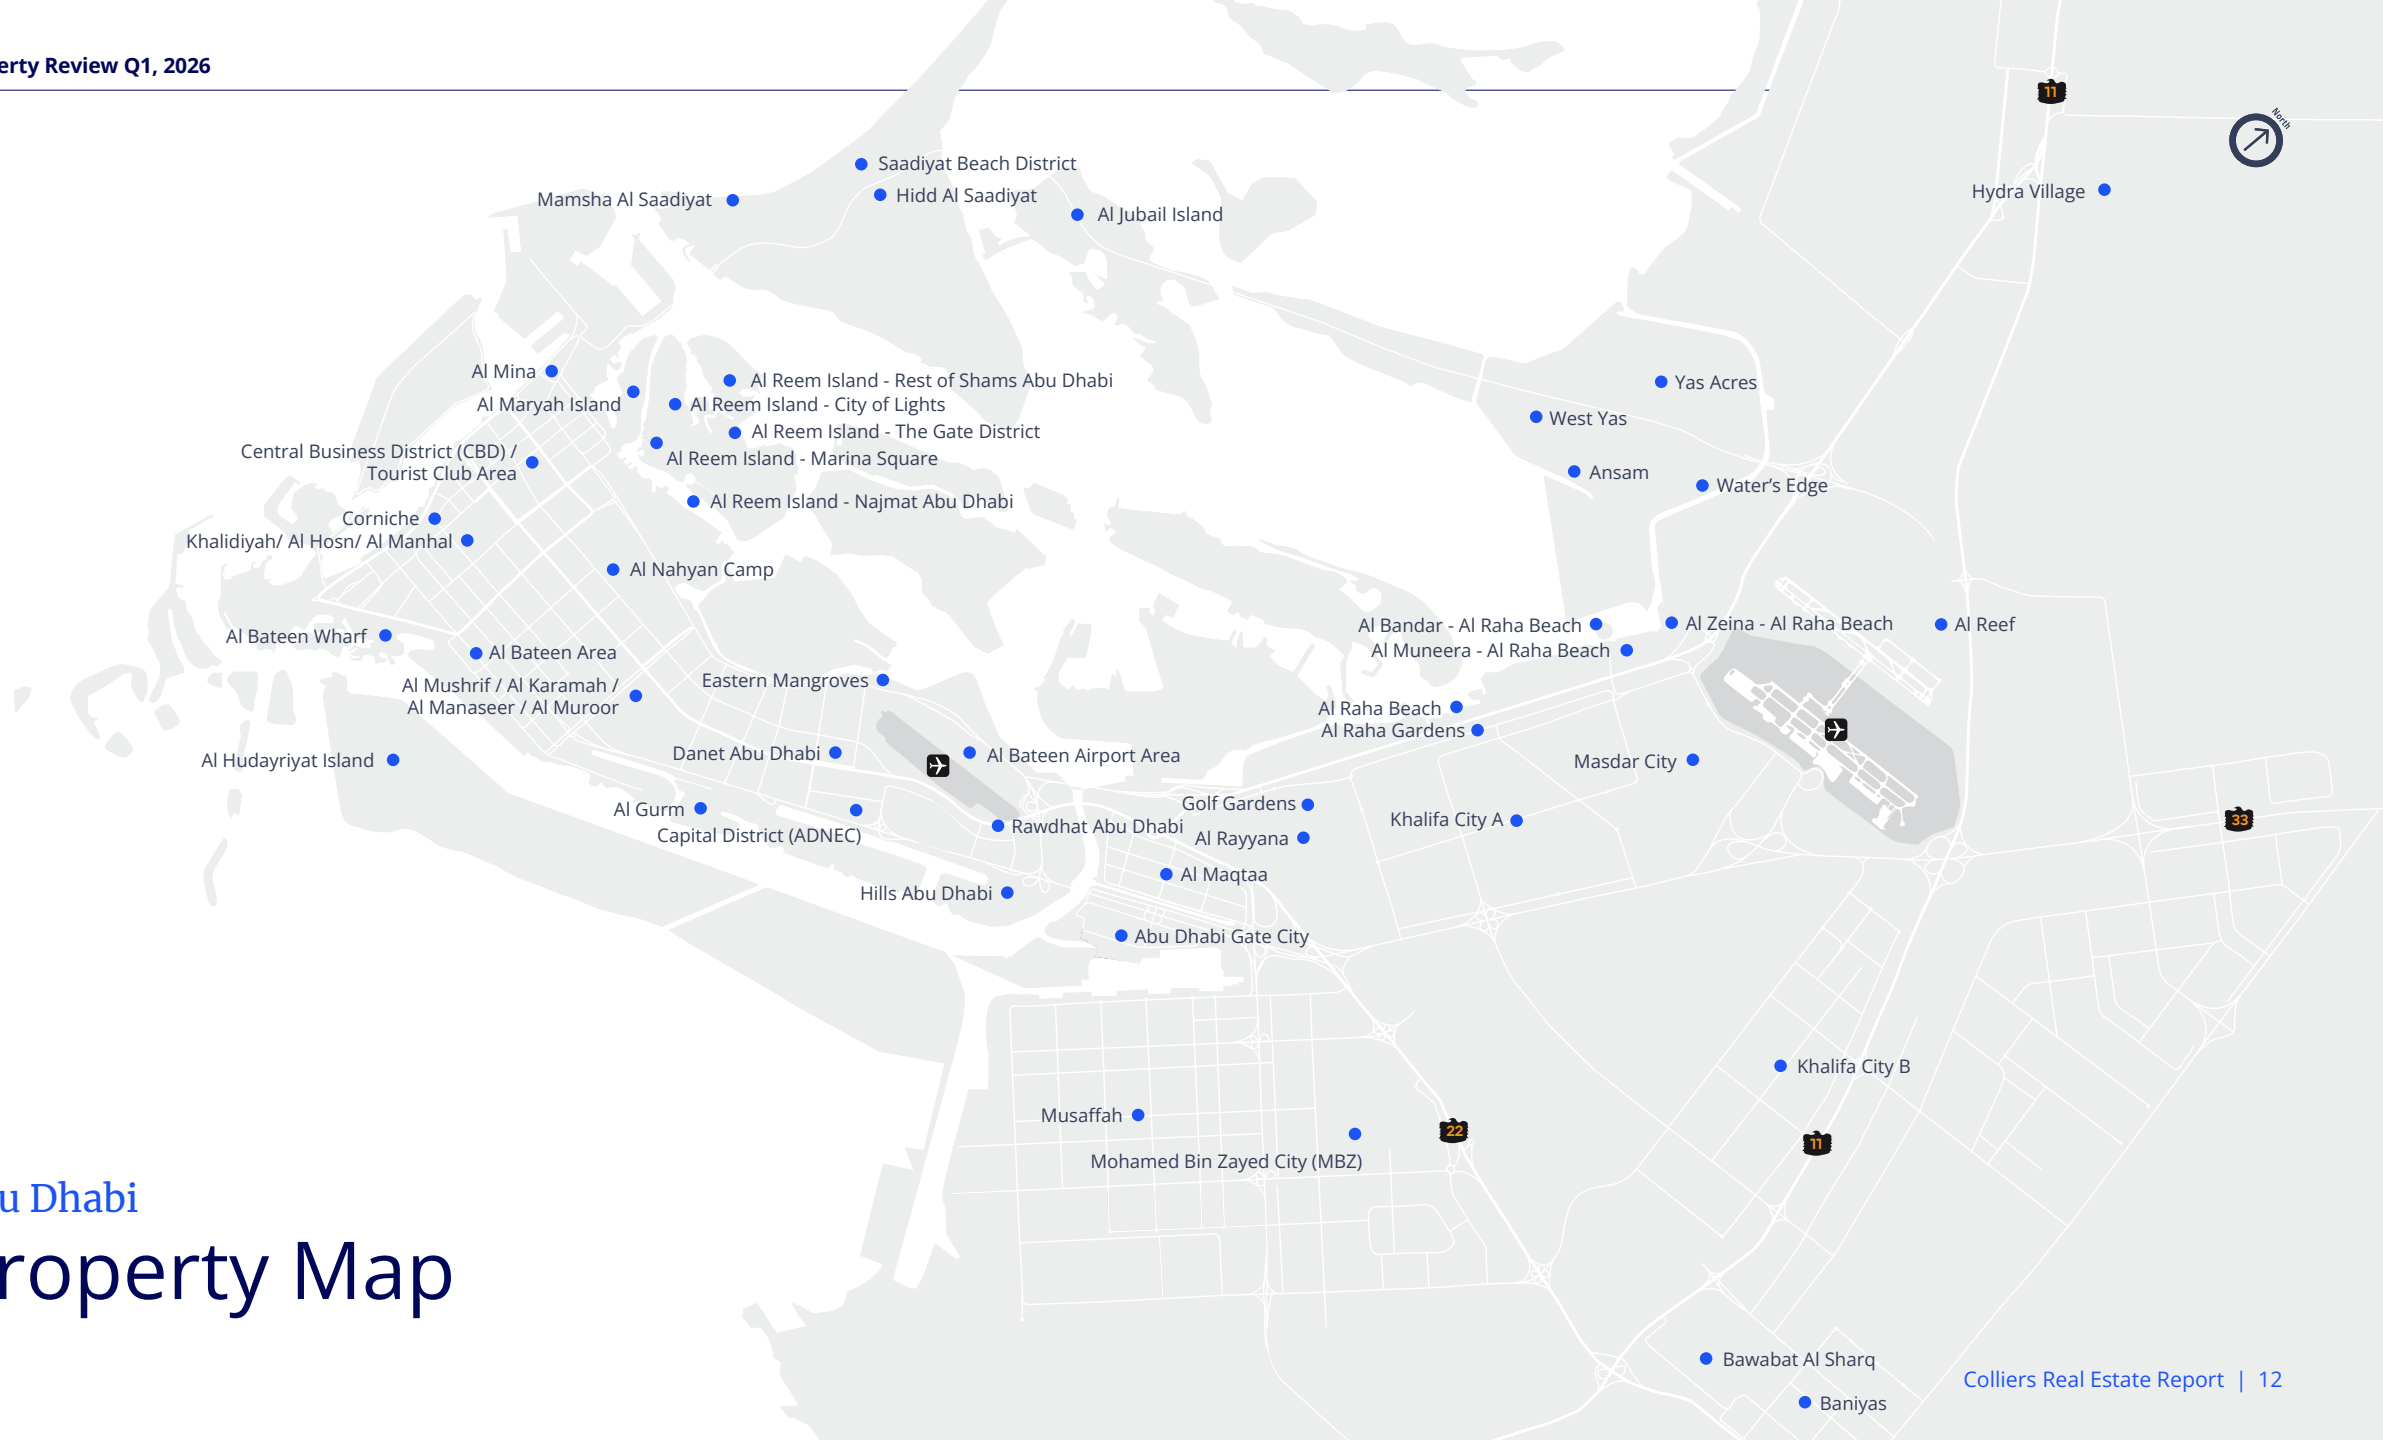 erty Review Q1, 2026
11
North
Saadiyat Beach District
Mamsha Al Saadiyat
Hidd Al Saadiyat
Al Jubail Island
Hydra Village
Al Mina
Al Maryah Island
Al Reem Island - Rest of Shams Abu Dhabi
Al Reem Island - City of Lights
Al Reem Island - The Gate District
Al Reem Island - Marina Square
Al Reem Island - Najmat Abu Dhabi
Yas Acres
West Yas
Ansam
Water’s Edge
Central Business District (CBD) /
Tourist Club Area
Corniche
Khalidiyah/ Al Hosn/ Al Manhal
Al Nahyan Camp
Al Bateen Wharf
Al Bateen Area
Al Mushrif / Al Karamah /
Al Manaseer / Al Muroor
Eastern Mangroves
Al Bandar - Al Raha Beach
Al Muneera - Al Raha Beach
Al Zeina - Al Raha Beach
Al Reef
Al Raha Beach
Al Raha Gardens
Al Hudayriyat Island
Danet Abu Dhabi
Al Bateen Airport Area
Masdar City
Al Gurm
Capital District (ADNEC)
Rawdhat Abu Dhabi
Golf Gardens
Al Rayyana
Khalifa City A
33
Al Maqtaa
Hills Abu Dhabi
Abu Dhabi Gate City
Khalifa City B
Musaffah
Mohamed Bin Zayed City (MBZ)
22
11
u Dhabi
roperty Map
Bawabat Al Sharq
Baniyas
Colliers Real Estate Report | 12